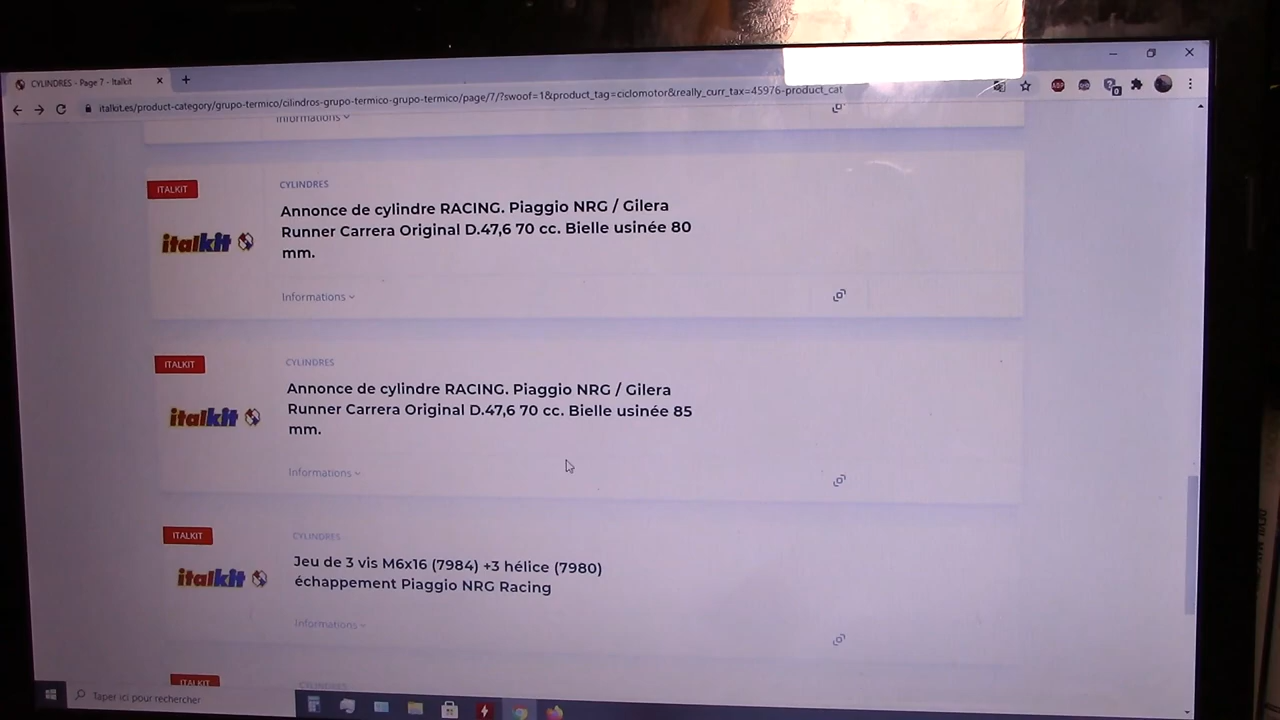 CYLINDRES - Page 7 - Italkit
italkit.es/product-category/grupo-termico/cilindros-grupo-termico-grupo-termico/page/7/?swoof=1&product_tag=ciclomotor&really_curr_tax=45976-product_cat
Informations
ITALKIT
CYLINDRES
italkit
Annonce de cylindre RACING. Piaggio NRG / Gilera
Runner Carrera Original D.47,6 70 cc. Bielle usinée 80
mm.
Informations
ITALKIT
CYLINDRES
italkit
Annonce de cylindre RACING. Piaggio NRG / Gilera
Runner Carrera Original D.47,6 70 cc. Bielle usinée 85
mm.
Informations
ITALKIT
CYLINDRES
italkit
Jeu de 3 vis M6x16 (7984) +3 hélice (7980)
échappement Piaggio NRG Racing
Informations
ITALKIT
CYLINDRES
Taper ici pour rechercher